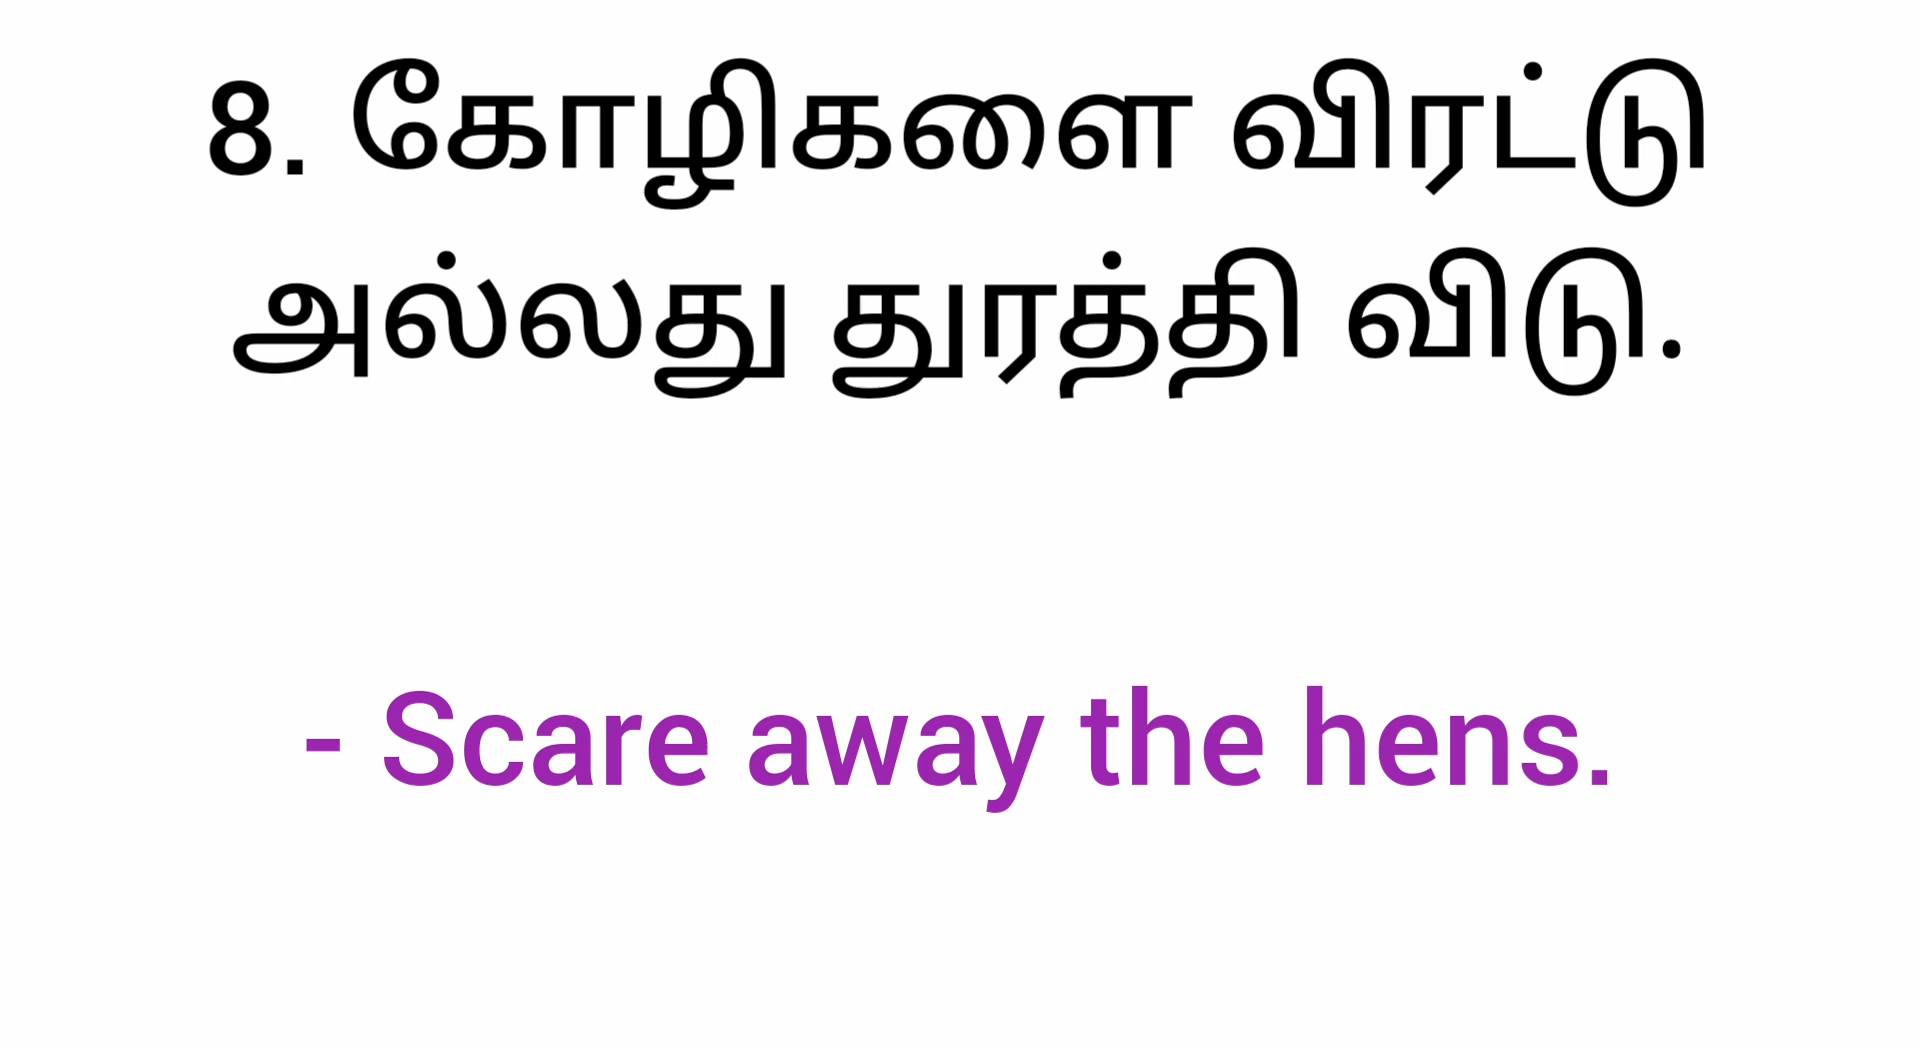 8. கோழிகளை விரட்டு
அல்லது துரத்தி விடு.
- Scare away the hens.